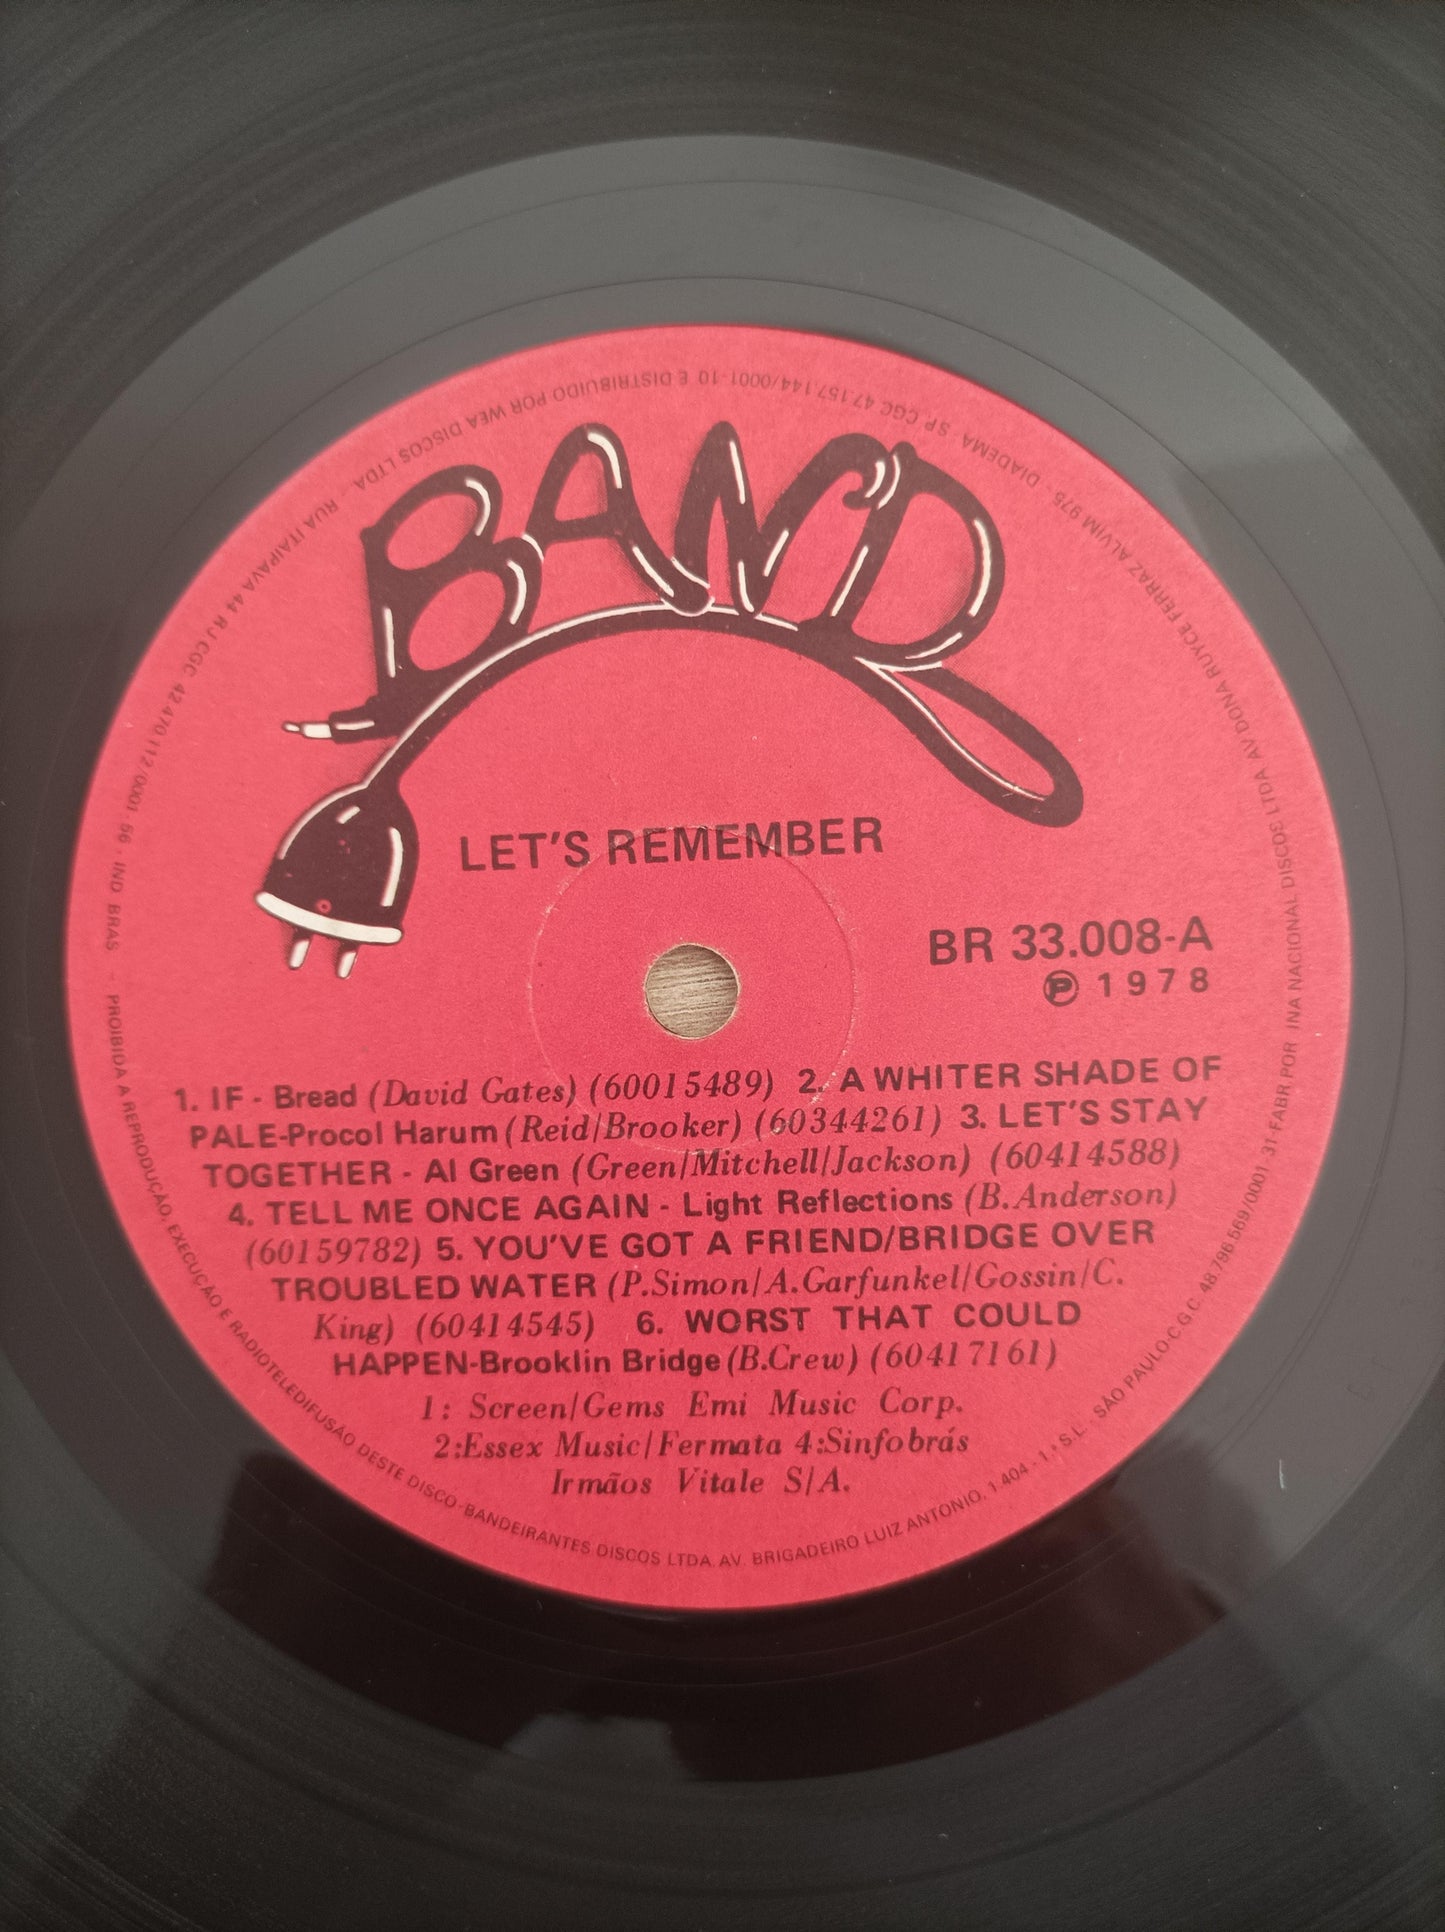 BAND
LET'S REMEMBER
BR 33.008-A
Ⓟ 1978
1. IF - Bread (David Gates) (60015489) 2. A WHITER SHADE OF
PALE-Procol Harum (Reid/Brooker) (60344261) 3. LET'S STAY
TOGETHER - Al Green (Green/Mitchell/Jackson) (60414588)
4. TELL ME ONCE AGAIN - Light Reflections (B.Anderson)
(60159782) 5. YOU'VE GOT A FRIEND/BRIDGE OVER
TROUBLED WATER (P.Simon/A.Garfunkel/Gossin/C.
King) (60414545) 6. WORST THAT COULD
HAPPEN-Brooklin Bridge (B.Crew) (60417161)
1: Screen/Gems Emi Music Corp.
2:Essex Music/Fermata 4:Sinfobrás
Irmãos Vitale S/A.
PROIBIDA A REPRODUÇÃO, EXECUÇÃO E RADIOTELEDIFUSÃO DESTE DISCO-BANDEIRANTES DISCOS LTDA. AV. BRIGADEIRO LUIZ ANTONIO, 1 404 - 1.º S.L. - SÃO PAULO-C.G.C. 48.796 569/0001 31-FABR POR INA NACIONAL DISCOS LTDA. AV DONA RUYCE FERRAZ ALVIM 975 - DIADEMA - SP CGC 47.157.144/0001-10 E DISTRIBUIDO POR WEA DISCOS LTDA - RUA ITAIPAVA 44 RJ CGC 42 470 112/0001 56 - IND BRAS. -